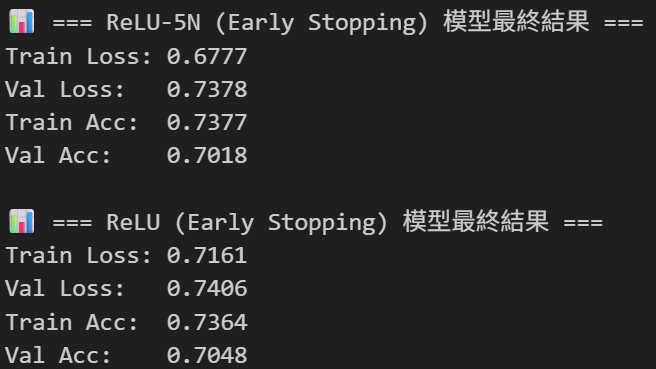 📊 === ReLU-5N (Early Stopping) 模型最終結果 ===
Train Loss: 0.6777
Val Loss:   0.7378
Train Acc:  0.7377
Val Acc:    0.7018
📊 === ReLU (Early Stopping) 模型最終結果 ===
Train Loss: 0.7161
Val Loss:   0.7406
Train Acc:  0.7364
Val Acc:    0.7048